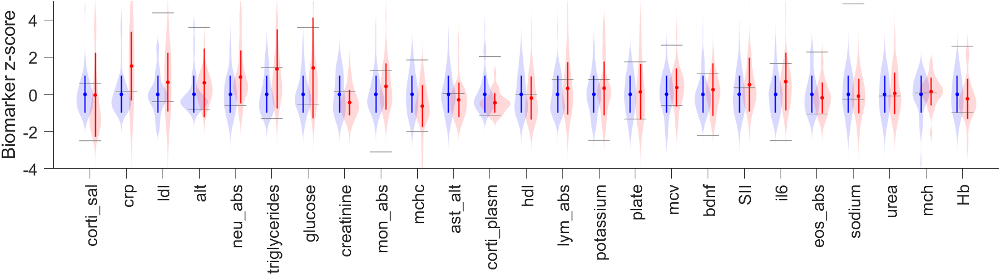 Biomarker z-score
4
2
0
-2
-4
corti_sal
crp
ldl
alt
neu_abs
triglycerides
glucose
creatinine
mon_abs
mchc
ast_alt
corti_plasm
hdl
lym_abs
potassium
plate
mcv
bdnf
SII
il6
eos_abs
sodium
urea
mch
Hb